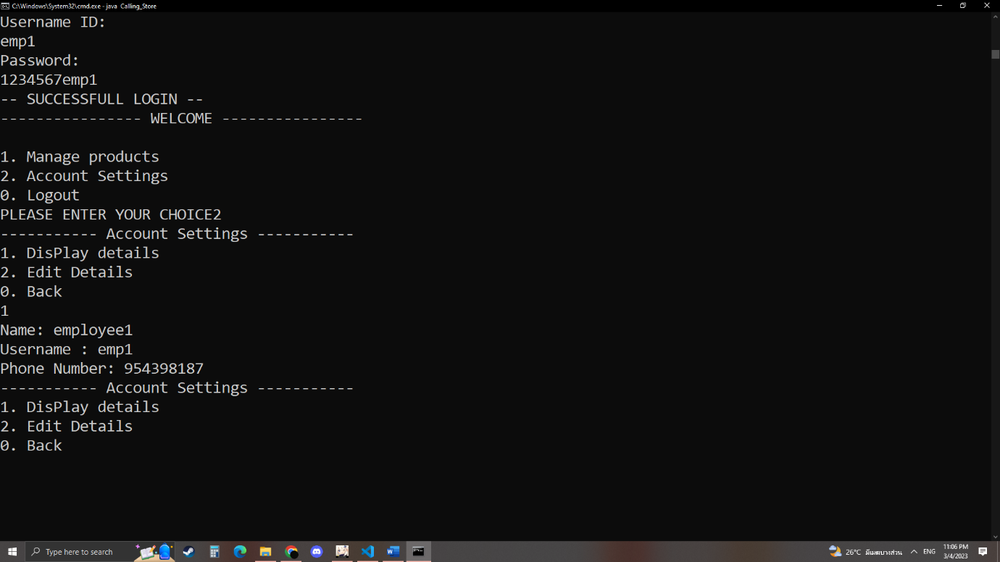 C:\Windows\System32\cmd.exe - java Calling_Store
Username ID:
emp1
Password:
1234567emp1
-- SUCCESSFULL LOGIN --
---------------- WELCOME ----------------
1. Manage products
2. Account Settings
0. Logout
PLEASE ENTER YOUR CHOICE2
----------- Account Settings -----------
1. DisPlay details
2. Edit Details
0. Back
1
Name: employee1
Username : emp1
Phone Number: 954398187
----------- Account Settings -----------
1. DisPlay details
2. Edit Details
0. Back
Type here to search
26°C มีเมฆบางส่วน
ENG
11:06 PM
3/4/2023